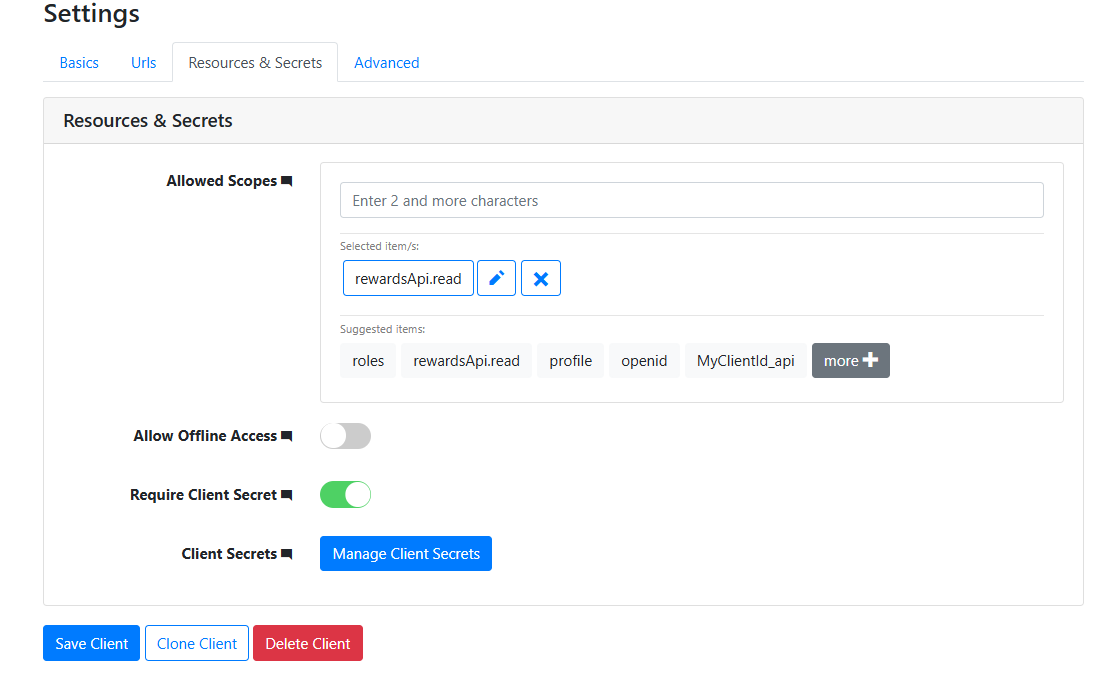 Settings
Basics Urls Resources & Secrets Advanced
Resources & Secrets
Allowed Scopes
Enter 2 and more characters
Selected item/s:
rewardsApi.read
Suggested items:
roles rewardsApi.read profile openid MyClientId_api more
Allow Offline Access
Require Client Secret
Client Secrets Manage Client Secrets
Save Client Clone Client Delete Client